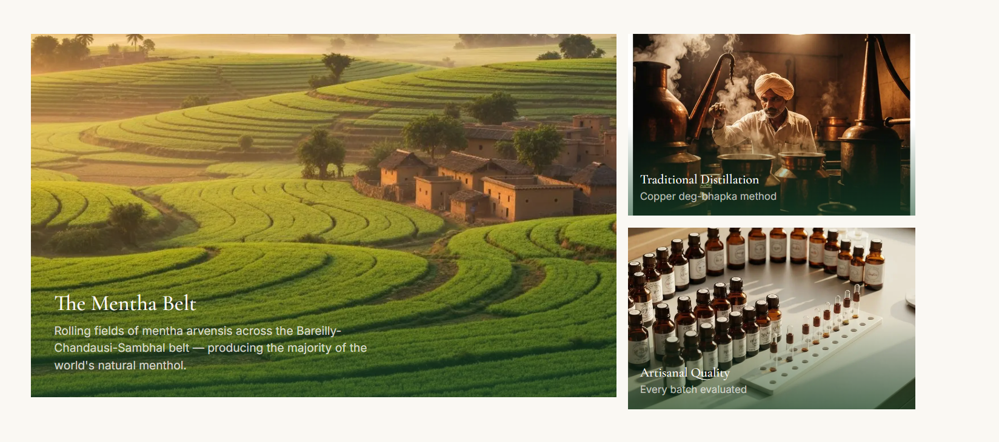 The Mentha Belt
Rolling fields of mentha arvensis across the Bareilly-
Chandausi-Sambhal belt — producing the majority of the
world's natural menthol.
Traditional Distillation
Copper deg-bhapka method
Artisanal Quality
Every batch evaluated